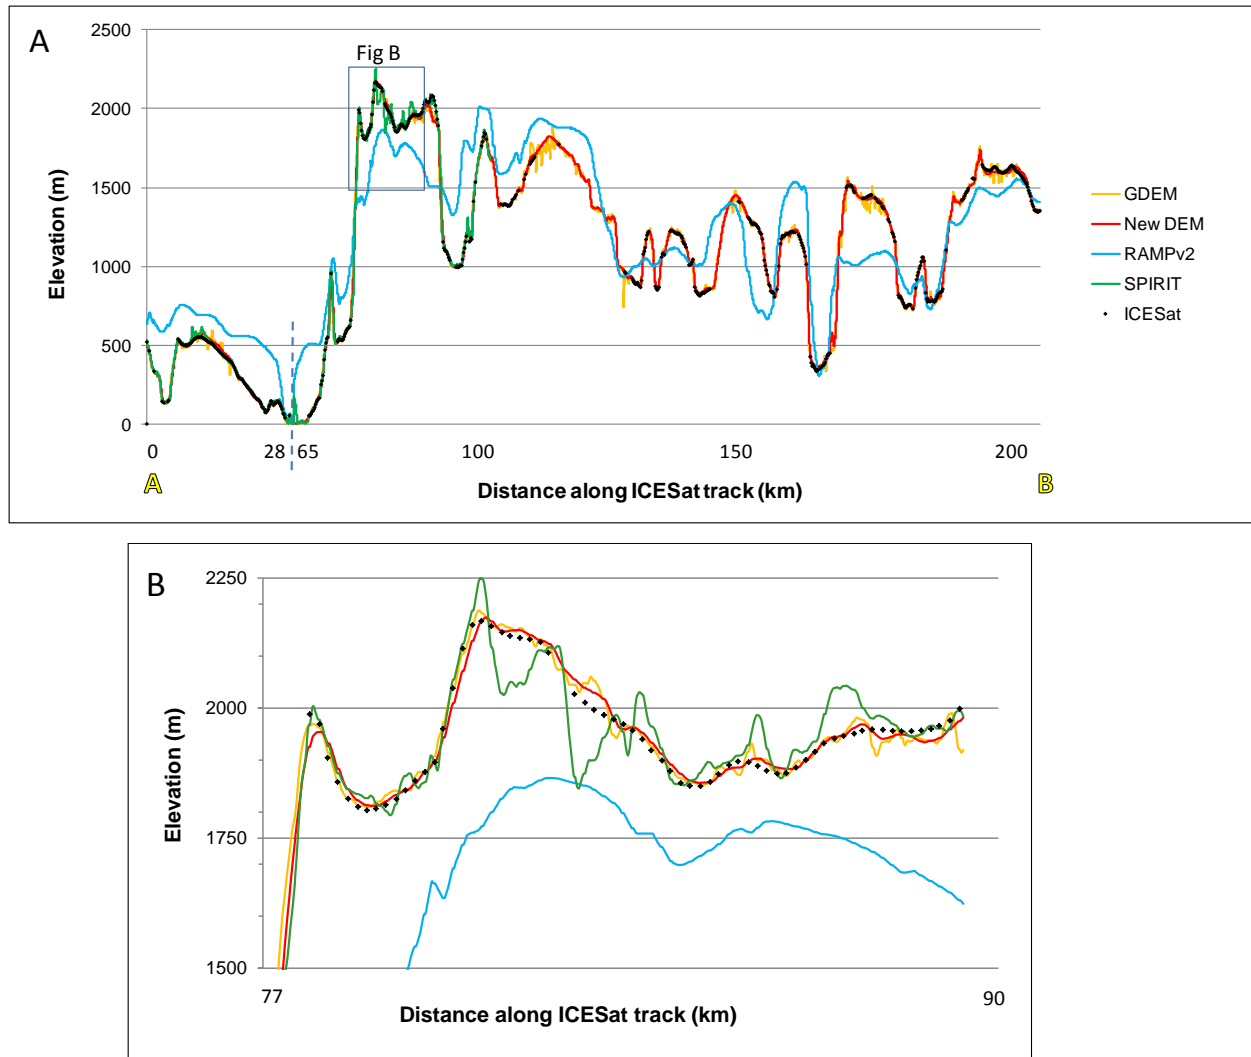 A
Fig B
2500
2000
1500
1000
500
0
Elevation (m)
0 28 65 100 150 200
A B
Distance along ICESat track (km)
GDEM
New DEM
RAMPv2
SPIRIT
ICESat
B
2250
2000
1750
1500
Elevation (m)
77 90
Distance along ICESat track (km)